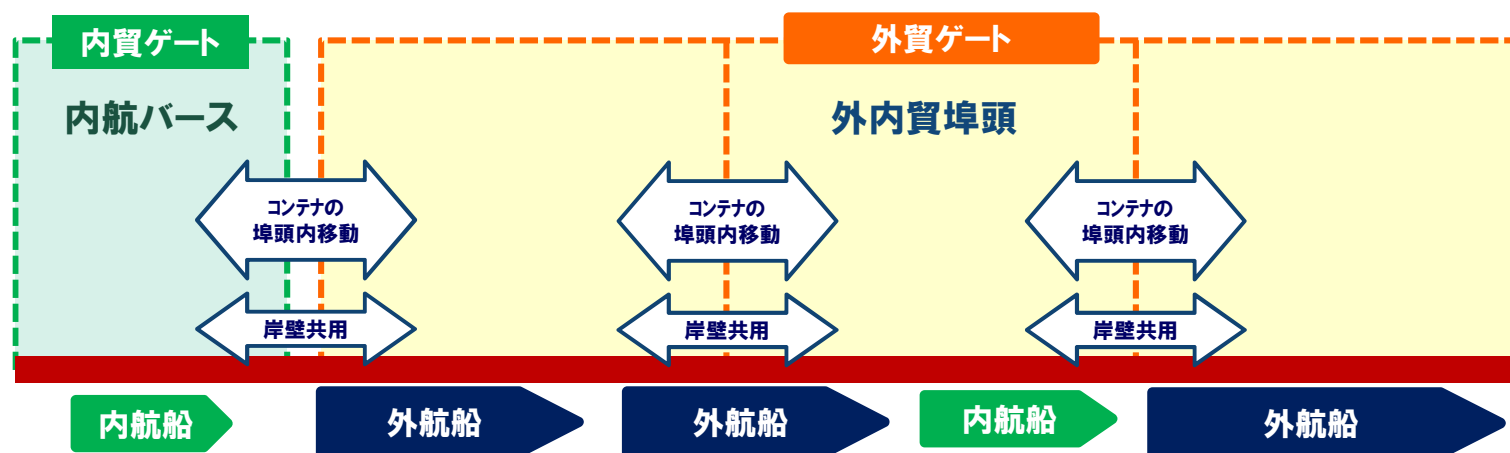 内貿ゲート
外貿ゲート
内航バース
外内貿埠頭
コンテナの
埠頭内移動
コンテナの
埠頭内移動
コンテナの
埠頭内移動
岸壁共用
岸壁共用
岸壁共用
内航船
外航船
外航船
内航船
外航船